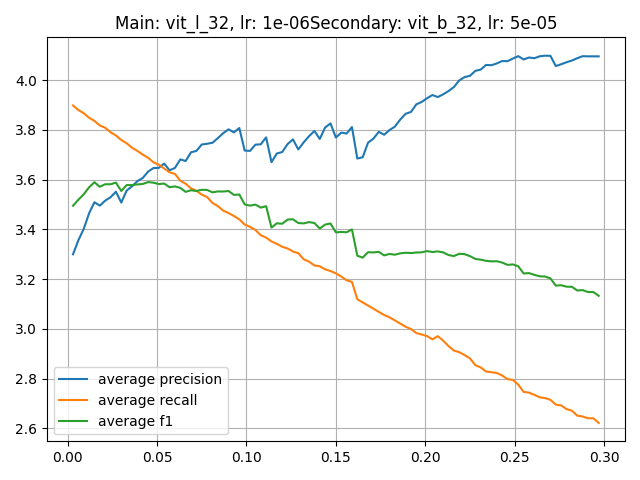 Main: vit_l_32, lr: 1e-06Secondary: vit_b_32, lr: 5e-05
4.0
3.8
3.6
3.4
3.2
3.0
2.8
2.6
average precision
average recall
average f1
0.00 0.05 0.10 0.15 0.20 0.25 0.30